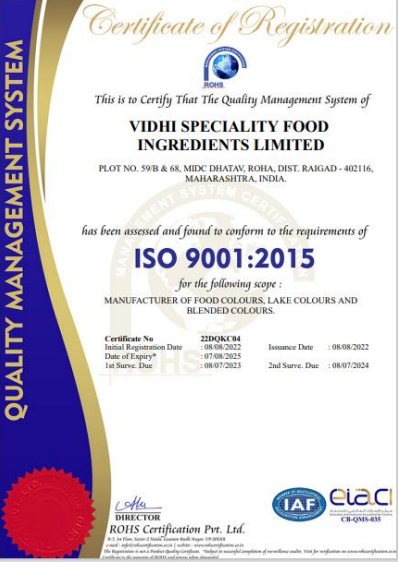 Certificate of Registration
ROHS
This is to Certify That The Quality Management System of
VIDHI SPECIALITY FOOD
INGREDIENTS LIMITED
PLOT NO. 59/B & 68, MIDC DHATAV, ROHA, DIST. RAIGAD - 402116,
MAHARASHTRA, INDIA.
has been assessed and found to conform to the requirements of
ISO 9001:2015
for the following scope :
MANUFACTURER OF FOOD COLOURS, LAKE COLOURS AND
BLENDED COLOURS.
Certificate No 22DQKC04
Initial Registration Date : 08/08/2022 Issuance Date : 08/08/2022
Date of Expiry* : 07/08/2025
1st Surve. Due : 08/07/2023 2nd Surve. Due : 08/07/2024
QUALITY MANAGEMENT SYSTEM
DIRECTOR
ROHS Certification Pvt. Ltd.
IAF
eiaci
CB-QMS-035